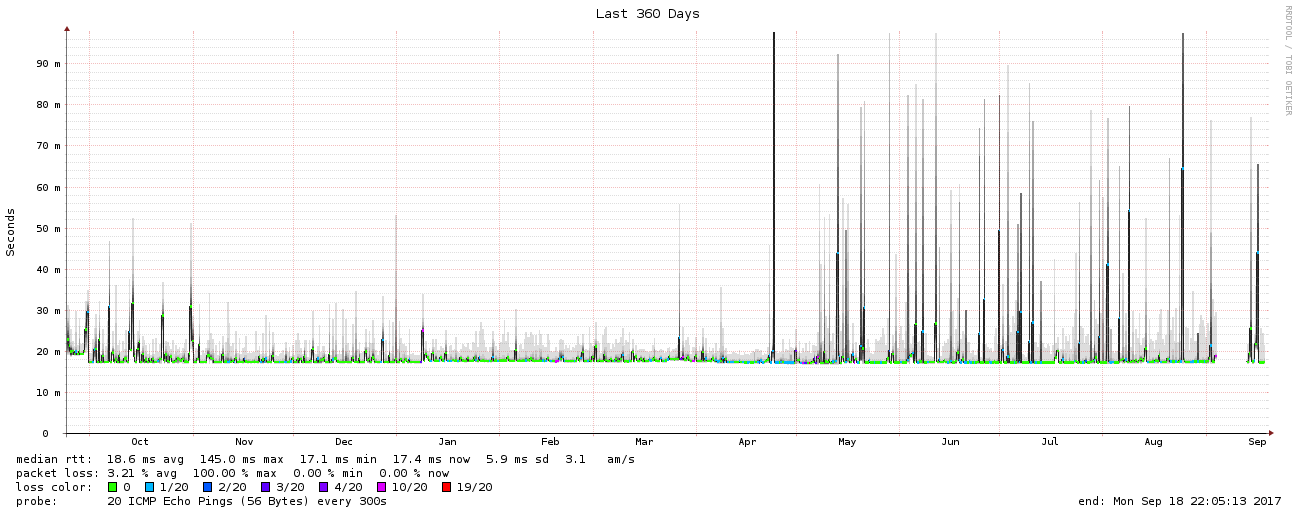 Last 360 Days
RRDTOOL / TOBI OETIKER
Seconds
90 m
80 m
70 m
60 m
50 m
40 m
30 m
20 m
10 m
0
Oct Nov Dec Jan Feb Mar Apr May Jun Jul Aug Sep
median rtt: 18.6 ms avg 145.0 ms max 17.1 ms min 17.4 ms now 5.9 ms sd 3.1 am/s
packet loss: 3.21 % avg 100.00 % max 0.00 % min 0.00 % now
loss color: 0 1/20 2/20 3/20 4/20 10/20 19/20
probe: 20 ICMP Echo Pings (56 Bytes) every 300s end: Mon Sep 18 22:05:13 2017